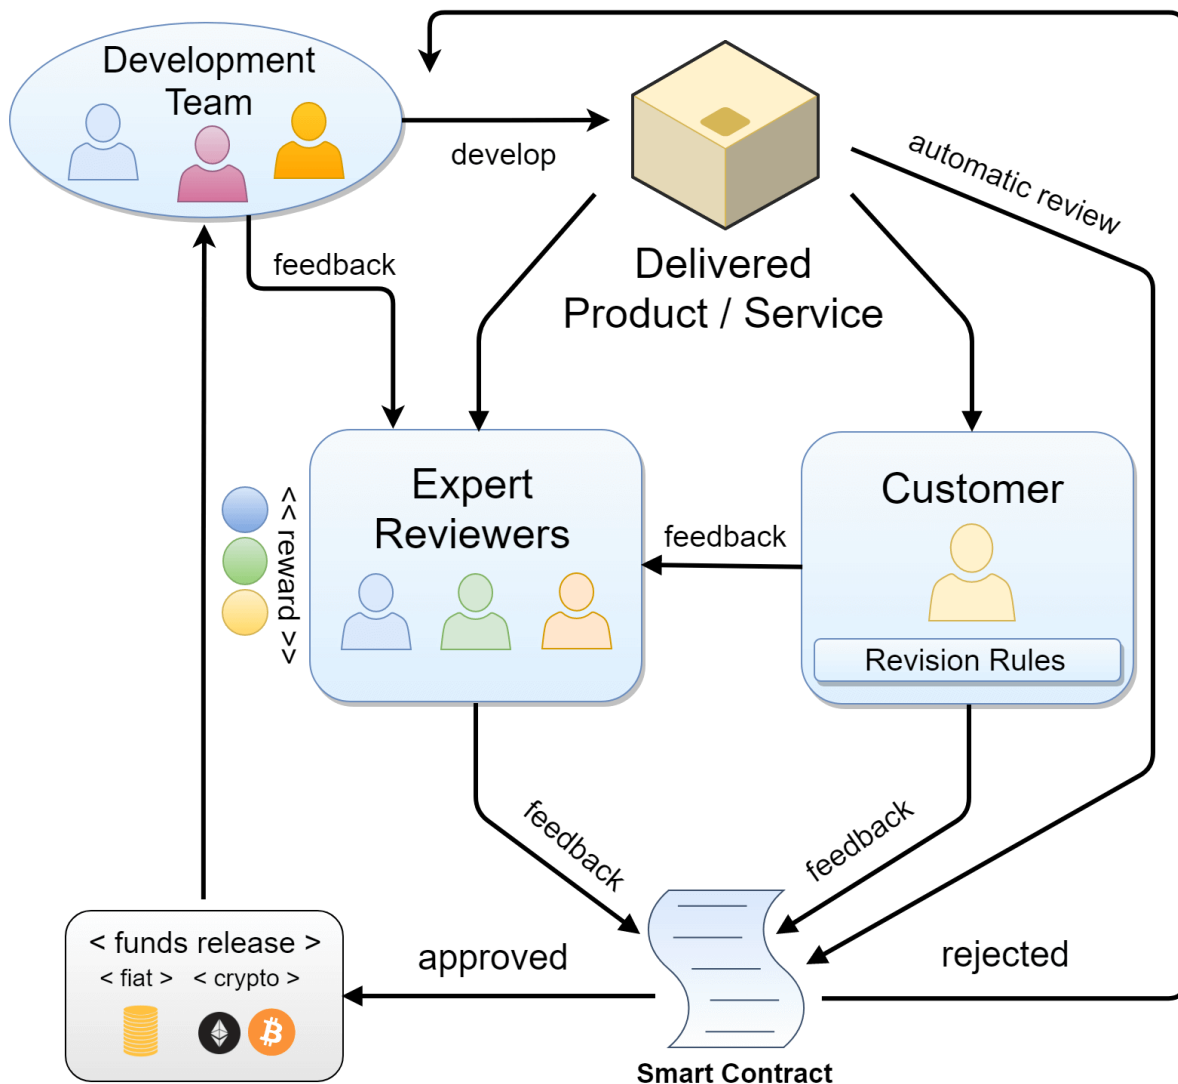 Development
Team
develop
automatic review
feedback
Delivered
Product / Service
Expert
Reviewers
<< reward >>
feedback
Customer
Revision Rules
feedback
feedback
< funds release >
< fiat >
< crypto >
approved
rejected
Smart Contract